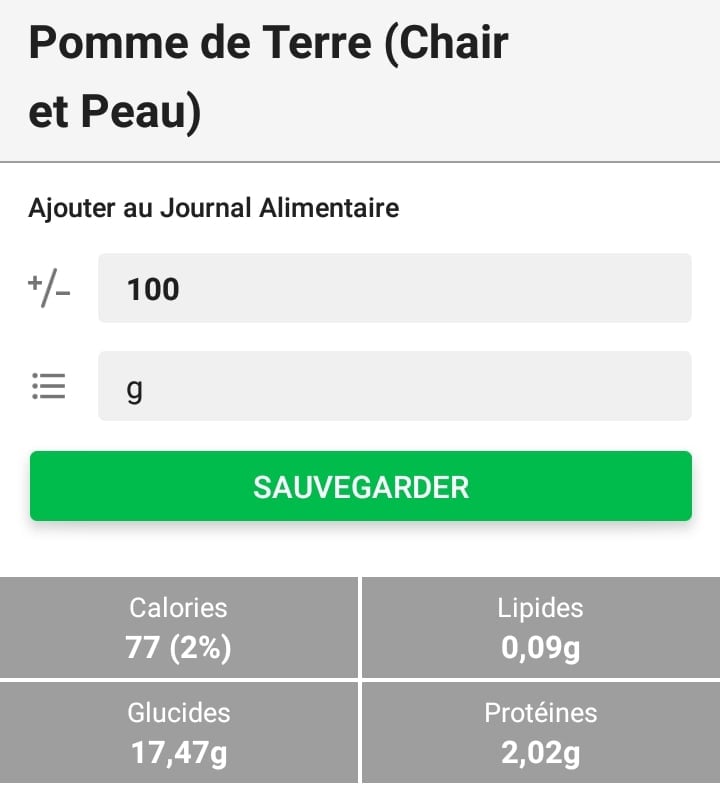 Pomme de Terre (Chair
et Peau)
Ajouter au Journal Alimentaire
+/-
100
g
SAUVEGARDER
Calories
77 (2%)
Lipides
0,09g
Glucides
17,47g
Protéines
2,02g